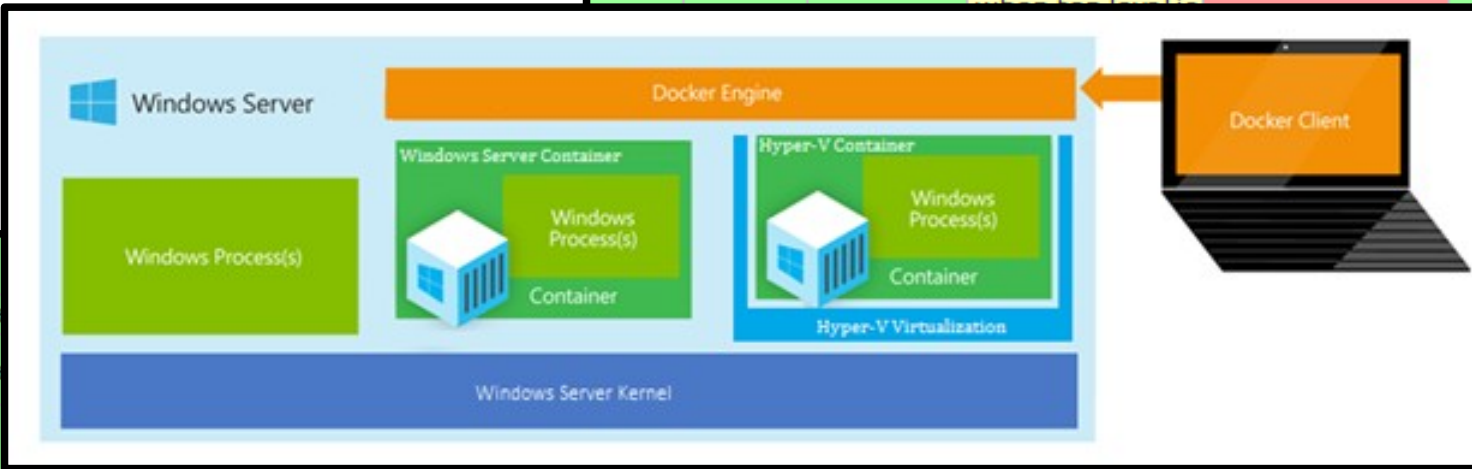 Windows Server
Docker Engine
Docker Client
Windows Server Container
Windows
Process(s)
Container
Hyper-V Container
Windows
Process(s)
Container
Hyper-V Virtualization
Windows Process(s)
Windows Server Kernel